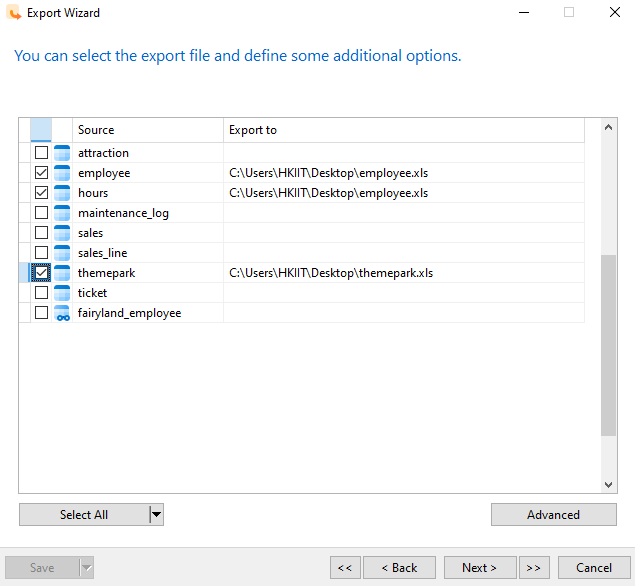 Export Wizard
You can select the export file and define some additional options.
Source Export to
attraction
employee C:\Users\HKIIT\Desktop\employee.xls
hours C:\Users\HKIIT\Desktop\employee.xls
maintenance_log
sales
sales_line
themepark C:\Users\HKIIT\Desktop\themepark.xls
ticket
fairyland_employee
Select All Advanced
Save << < Back Next > >> Cancel